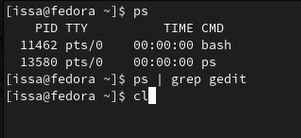 [issa@fedora ~]$ ps
    PID TTY          TIME CMD
  11462 pts/0    00:00:00 bash
  13580 pts/0    00:00:00 ps
[issa@fedora ~]$ ps | grep gedit
[issa@fedora ~]$ cl